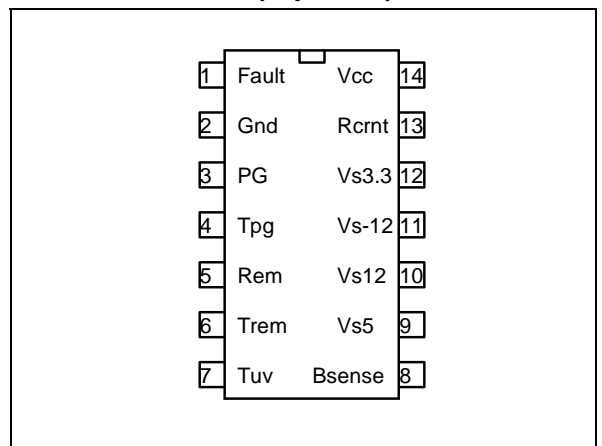 1 Fault Vcc 14
2 Gnd Rcrnt 13
3 PG Vs3.3 12
4 Tpg Vs-12 11
5 Rem Vs12 10
6 Trem Vs5 9
7 Tuv Bsense 8